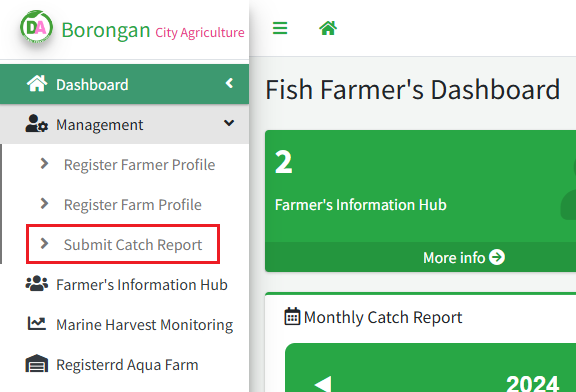 DA
Borongan City Agriculture
Dashboard
Management
Register Farmer Profile
Register Farm Profile
Submit Catch Report
Farmer's Information Hub
Marine Harvest Monitoring
Registerrd Aqua Farm
Fish Farmer's Dashboard
2
Farmer's Information Hub
More info
Monthly Catch Report
2024